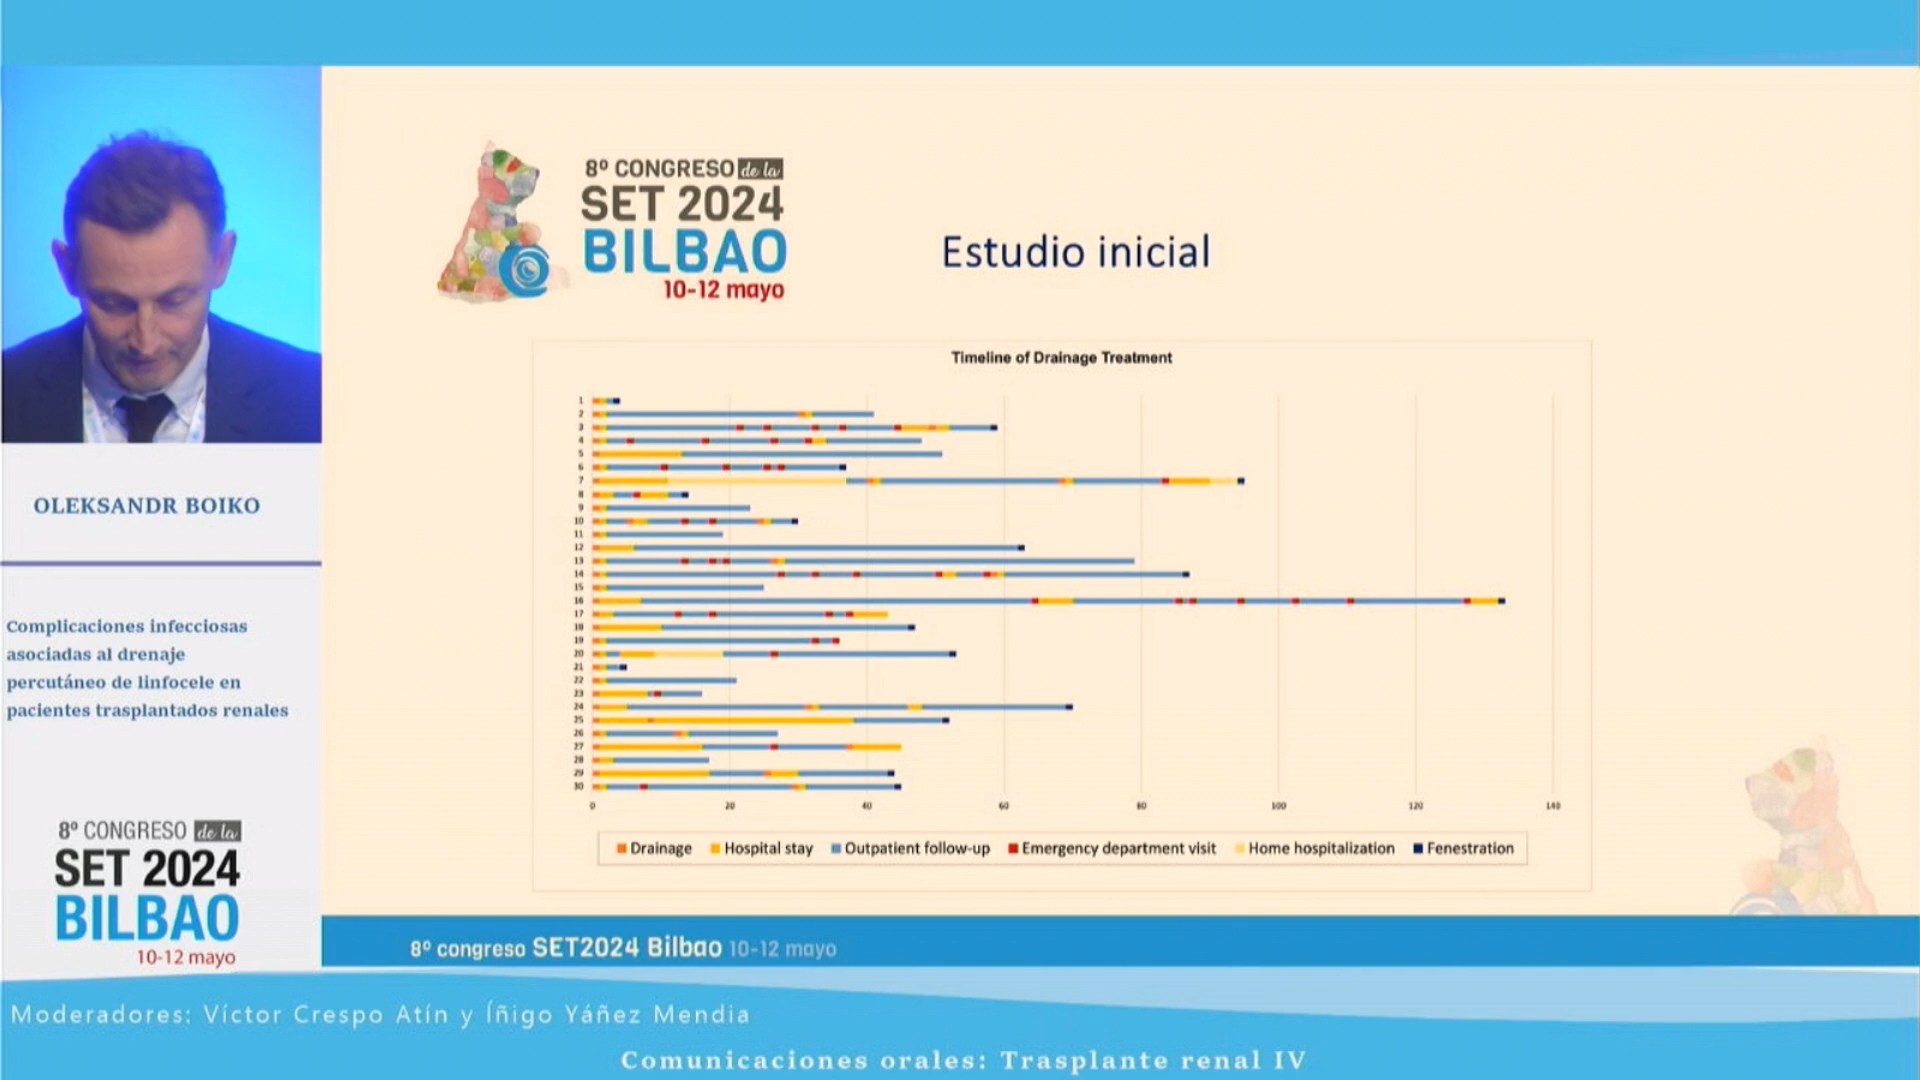 8º CONGRESO de la
SET 2024
BILBAO
10-12 mayo
Estudio inicial
Timeline of Drainage Treatment
1
2
3
4
5
6
7
8
9
10
11
12
13
14
15
16
17
18
19
20
21
22
23
24
25
26
27
28
29
30
0 20 40 60 80 100 120 140
Drainage Hospital stay Outpatient follow-up Emergency department visit Home hospitalization Fenestration
OLEKSANDR BOIKO
Complicaciones infecciosas
asociadas al drenaje
percutáneo de linfocele en
pacientes trasplantados renales
8º CONGRESO de la
SET 2024
BILBAO
10-12 mayo
8º congreso SET2024 Bilbao 10-12 mayo
Moderadores: Víctor Crespo Atín y Íñigo Yáñez Mendia
Comunicaciones orales: Trasplante renal IV